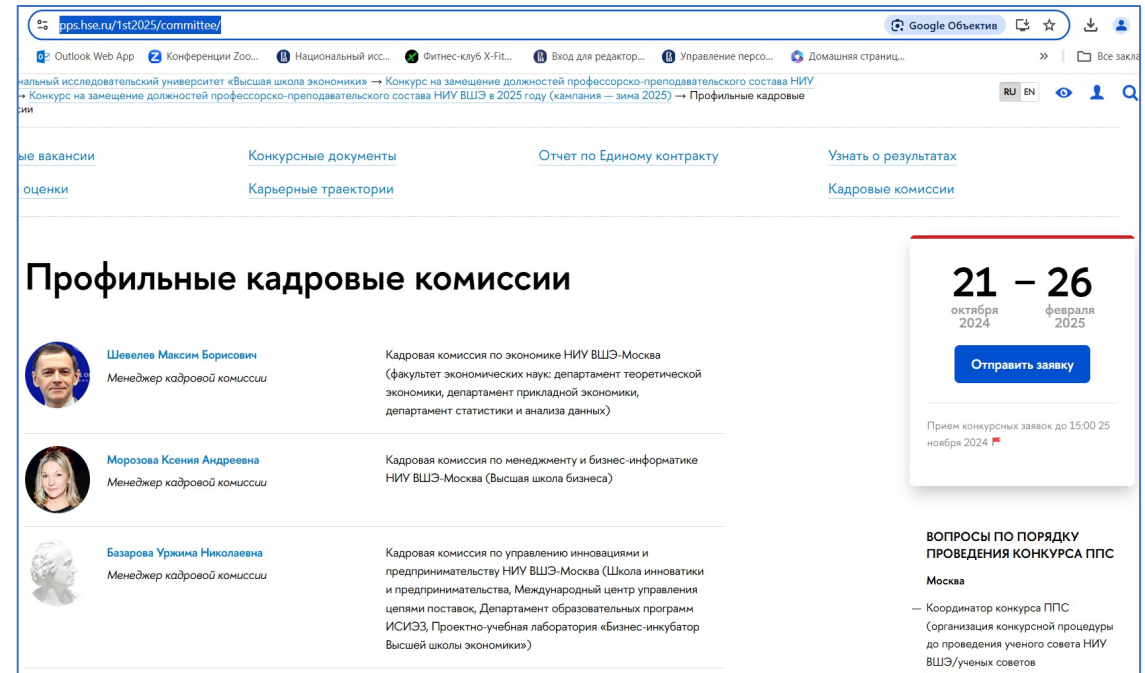 pps.hse.ru/1st2025/committee/
Google Объектив
Outlook Web App
Конференции Zoo...
Национальный исс...
Фитнес-клуб X-Fit...
Вход для редактор...
Управление персо...
Домашняя страниц...
»
Все закла
нальный исследовательский университет «Высшая школа экономики» → Конкурс на замещение должностей профессорско-преподавательского состава НИУ
→ Конкурс на замещение должностей профессорско-преподавательского состава НИУ ВШЭ в 2025 году (кампания — зима 2025) → Профильные кадровые
сии
RU EN
ые вакансии
Конкурсные документы
Отчет по Единому контракту
Узнать о результатах
оценки
Карьерные траектории
Кадровые комиссии
Профильные кадровые комиссии
Шевелев Максим Борисович
Менеджер кадровой комиссии
Кадровая комиссия по экономике НИУ ВШЭ-Москва
(факультет экономических наук: департамент теоретической
экономики, департамент прикладной экономики,
департамент статистики и анализа данных)
Морозова Ксения Андреевна
Менеджер кадровой комиссии
Кадровая комиссия по менеджменту и бизнес-информатике
НИУ ВШЭ-Москва (Высшая школа бизнеса)
Базарова Уржима Николаевна
Менеджер кадровой комиссии
Кадровая комиссия по управлению инновациями и
предпринимательству НИУ ВШЭ-Москва (Школа инноватики
и предпринимательства, Международный центр управления
цепями поставок, Департамент образовательных программ
ИСИЭЗ, Проектно-учебная лаборатория «Бизнес-инкубатор
Высшей школы экономики»)
21 – 26
октября февраля
2024 2025
Отправить заявку
Прием конкурсных заявок до 15:00 25
ноября 2024
ВОПРОСЫ ПО ПОРЯДКУ
ПРОВЕДЕНИЯ КОНКУРСА ППС
Москва
— Координатор конкурса ППС
(организация конкурсной процедуры
до проведения ученого совета НИУ
ВШЭ/ученых советов